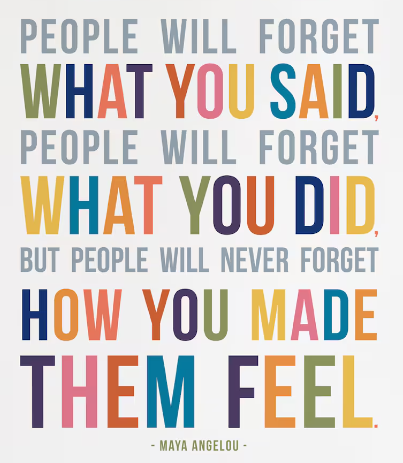 PEOPLE WILL FORGET
WHAT YOU SAID,
PEOPLE WILL FORGET
WHAT YOU DID,
BUT PEOPLE WILL NEVER FORGET
HOW YOU MADE
THEM FEEL.
- MAYA ANGELOU -